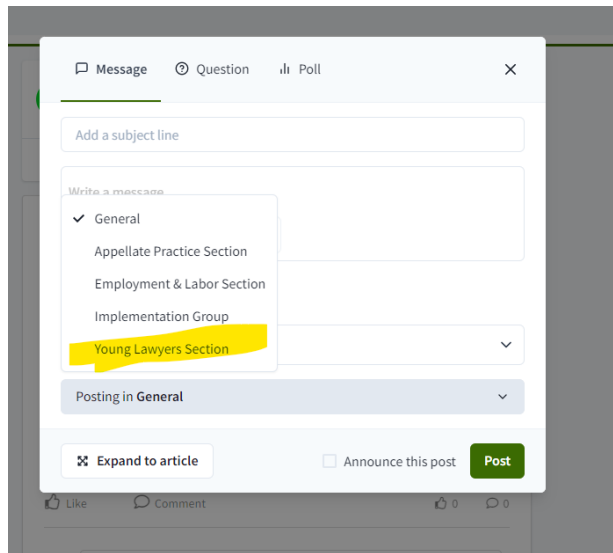 Message Question Poll
Add a subject line
Write a message
General
Appellate Practice Section
Employment & Labor Section
Implementation Group
Young Lawyers Section
Posting in General
Expand to article Announce this post Post
Like Comment 0 0